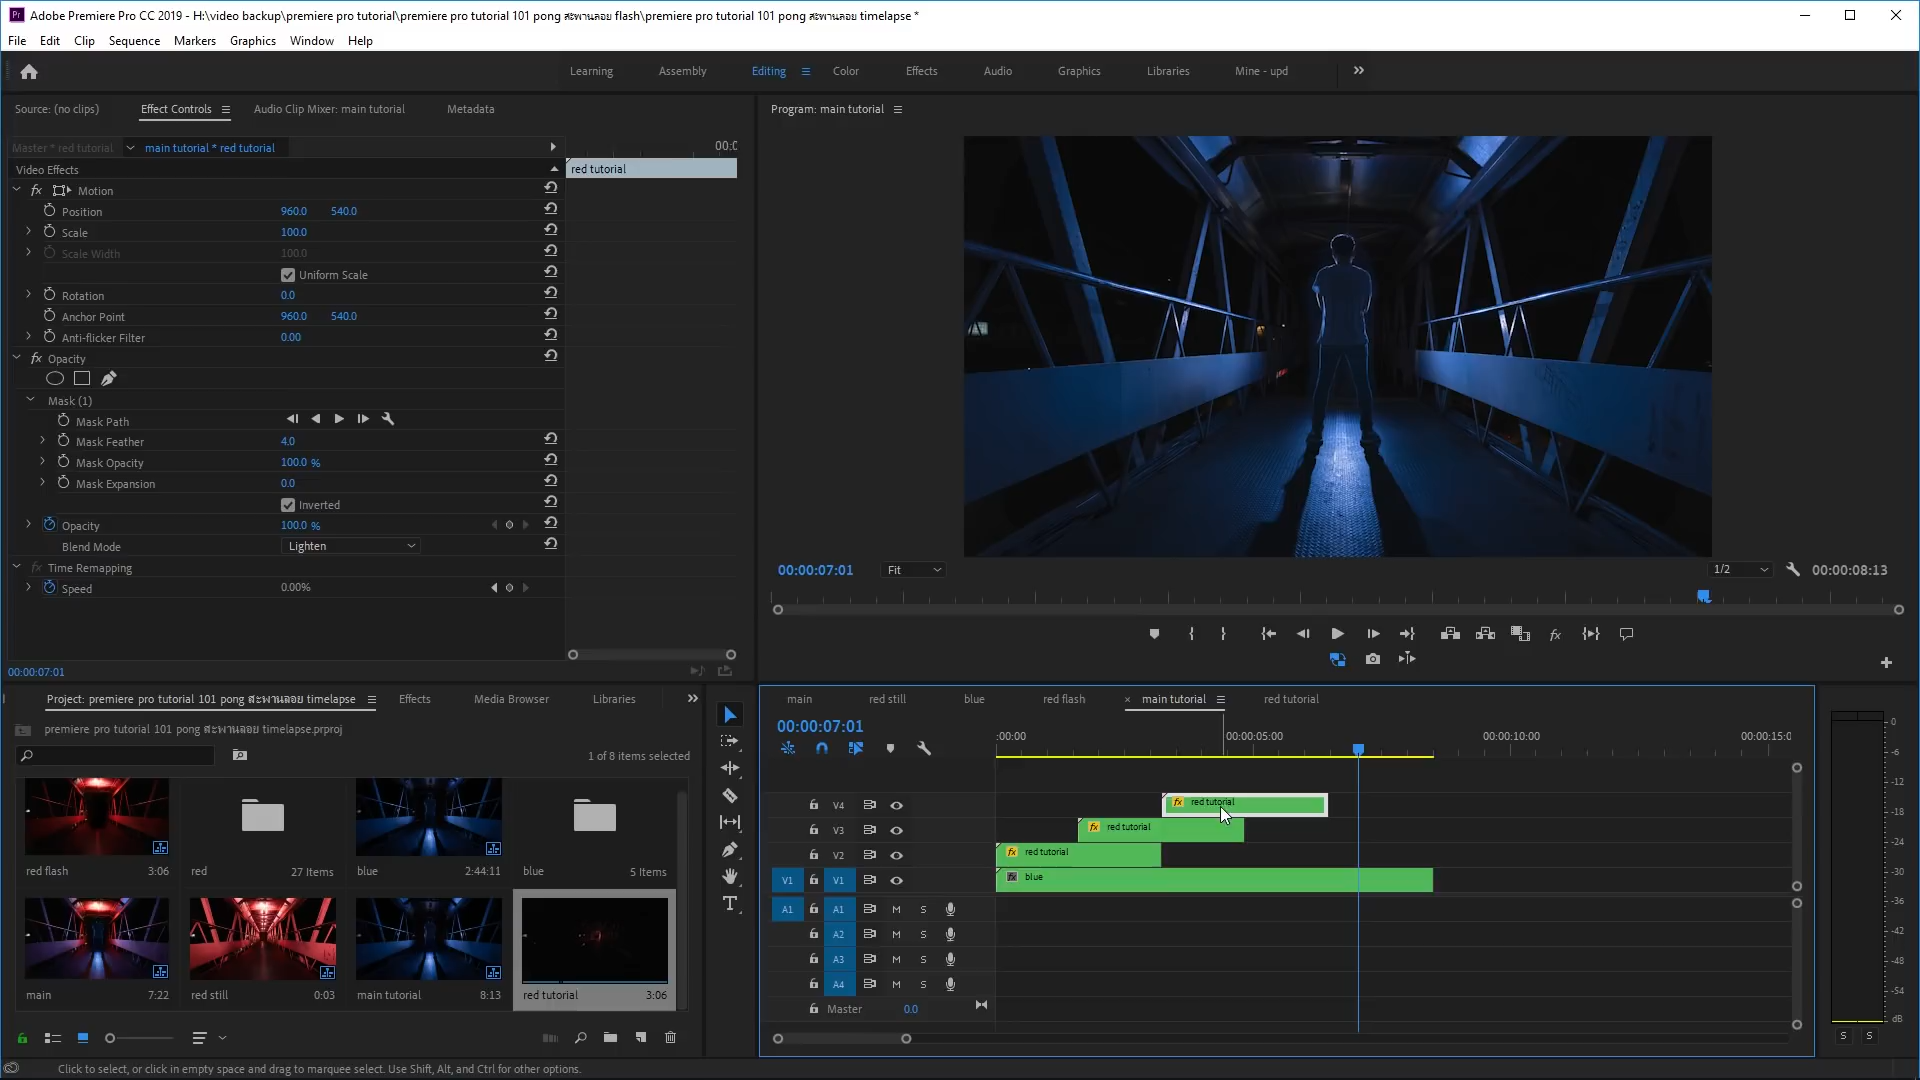 Adobe Premiere Pro CC 2019 - H:\video backup\premiere pro tutorial\premiere pro tutorial 101 pong สะพานลอย flash\premiere pro tutorial 101 pong สะพานลอย timelapse *
File Edit Clip Sequence Markers Graphics Window Help
Learning Assembly Editing Color Effects Audio Graphics Libraries Mine - upd
Source: (no clips) Effect Controls Audio Clip Mixer: main tutorial Metadata
Program: main tutorial
Master * red tutorial main tutorial * red tutorial
Video Effects
red tutorial
fx Motion
Position 960.0 540.0
Scale 100.0
Scale Width 100.0
Uniform Scale
Rotation 0.0
Anchor Point 960.0 540.0
Anti-flicker Filter 0.00
fx Opacity
Mask (1)
Mask Path
Mask Feather 4.0
Mask Opacity 100.0 %
Mask Expansion 0.0
Inverted
Opacity 100.0 %
Blend Mode Lighten
fx Time Remapping
Speed 0.00%
00:00:07:01
00:00:07:01 Fit 1/2 00:00:08:13
Project: premiere pro tutorial 101 pong สะพานลอย timelapse Effects Media Browser Libraries
premiere pro tutorial 101 pong สะพานลอย timelapse.prproj
1 of 8 items selected
red flash 3:06
red 27 Items
blue 2:44:11
blue 5 Items
main 7:22
red still 0:03
main tutorial 8:13
red tutorial 3:06
main red still blue red flash × main tutorial red tutorial
00:00:07:01
:00:00 00:00:05:00 00:00:10:00 00:00:15:0
V4 fx red tutorial
V3 fx red tutorial
V2 fx red tutorial
V1 V1 fx blue
A1 A1 M S
A2 M S
A3 M S
A4 M S
Master 0.0
0
-6
-12
-18
-24
-30
-36
-42
-48
-54
dB
S S
Click to select, or click in empty space and drag to marquee select. Use Shift, Alt, and Ctrl for other options.